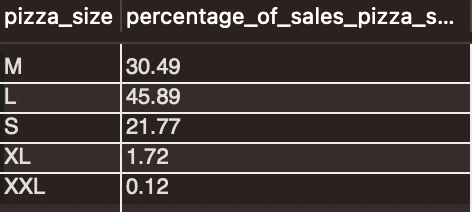 pizza_size percentage_of_sales_pizza_s...
M 30.49
L 45.89
S 21.77
XL 1.72
XXL 0.12